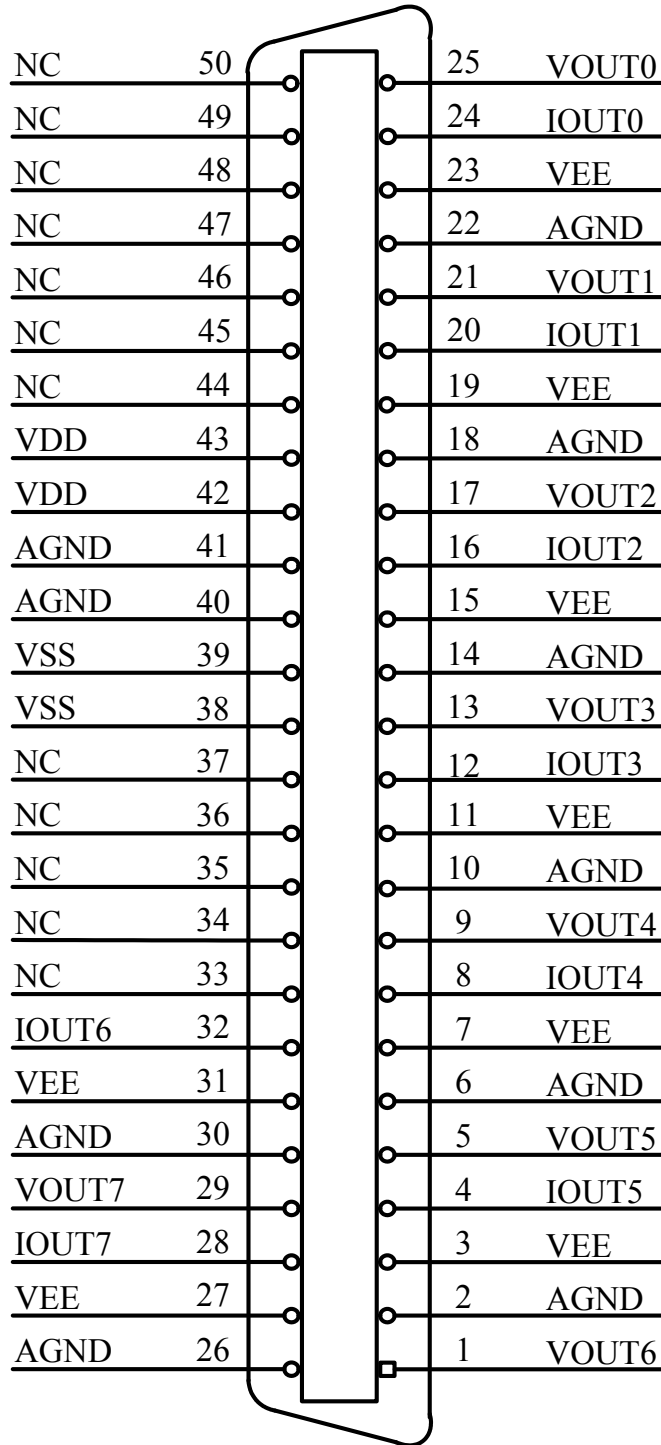 NC 50 25 VOUT0
NC 49 24 IOUT0
NC 48 23 VEE
NC 47 22 AGND
NC 46 21 VOUT1
NC 45 20 IOUT1
NC 44 19 VEE
VDD 43 18 AGND
VDD 42 17 VOUT2
AGND 41 16 IOUT2
AGND 40 15 VEE
VSS 39 14 AGND
VSS 38 13 VOUT3
NC 37 12 IOUT3
NC 36 11 VEE
NC 35 10 AGND
NC 34 9 VOUT4
NC 33 8 IOUT4
IOUT6 32 7 VEE
VEE 31 6 AGND
AGND 30 5 VOUT5
VOUT7 29 4 IOUT5
IOUT7 28 3 VEE
VEE 27 2 AGND
AGND 26 1 VOUT6